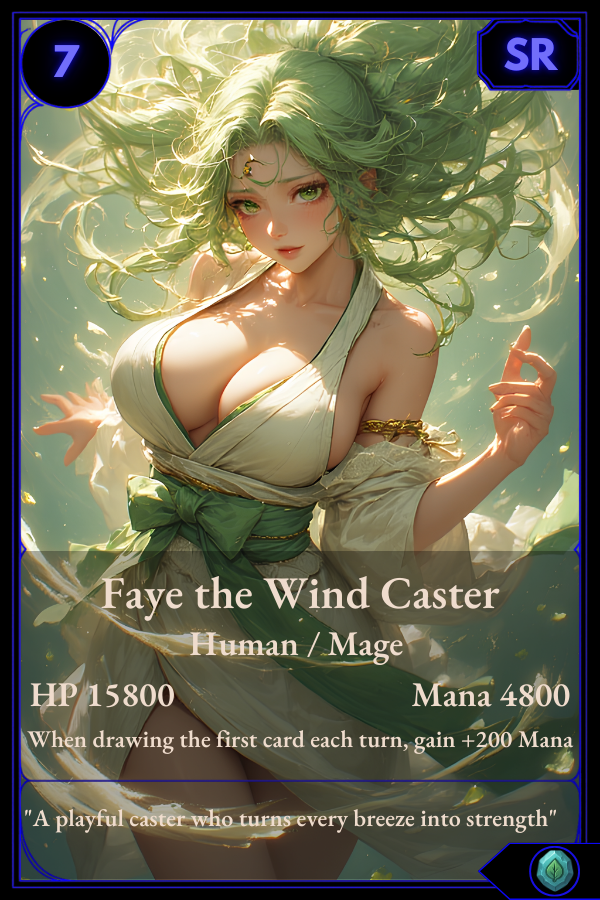 7
SR
Faye the Wind Caster
Human / Mage
HP 15800
Mana 4800
When drawing the first card each turn, gain +200 Mana
"A playful caster who turns every breeze into strength"